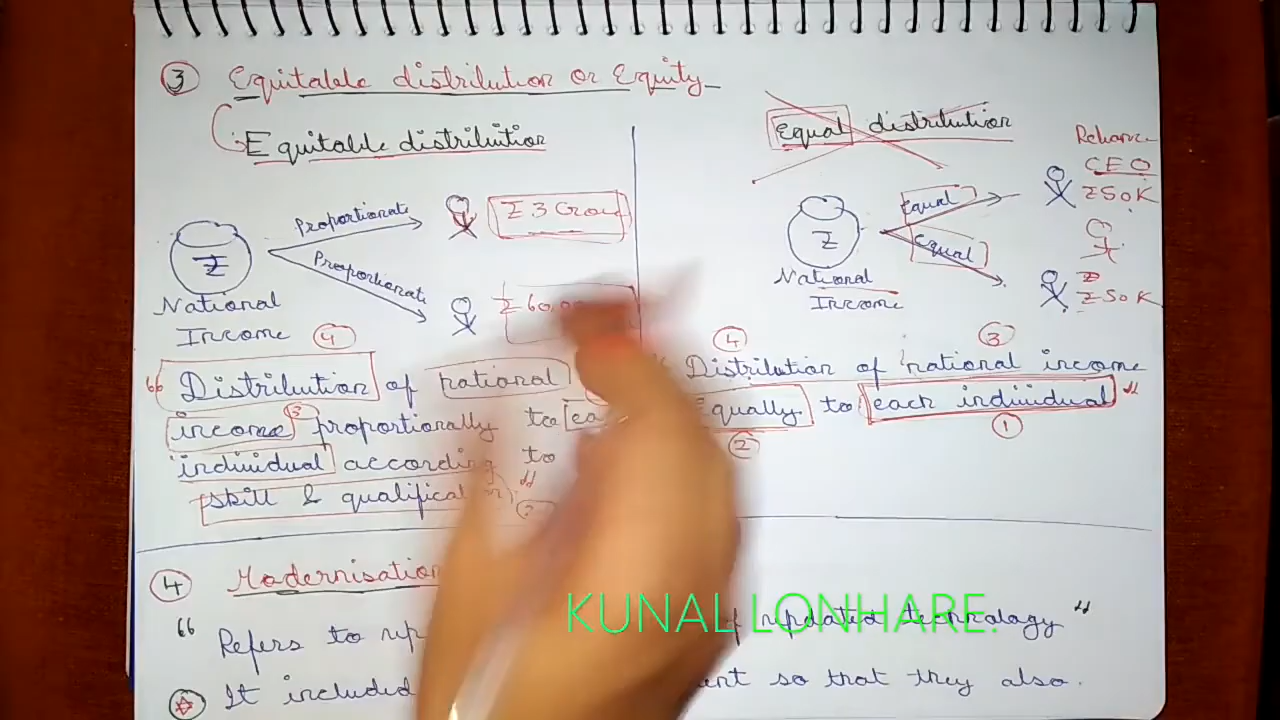 3 Equitable distribution or Equity
Equitable distribution
Proportionate
Proportionate
National
Income
₹ 3 Crore
4
Distribution of national
income 3 proportionally to
individual according to
skill & qualification
equal distribution
Reliance
CEO
₹ 50K
equal
equal
₹
National
Income
₹ 50K
4 3
Distribution of national income
Equally to each individual
2 1
4 Modernisation
Refers to updated technology
It included so that they also.
KUNAL LONHARE.